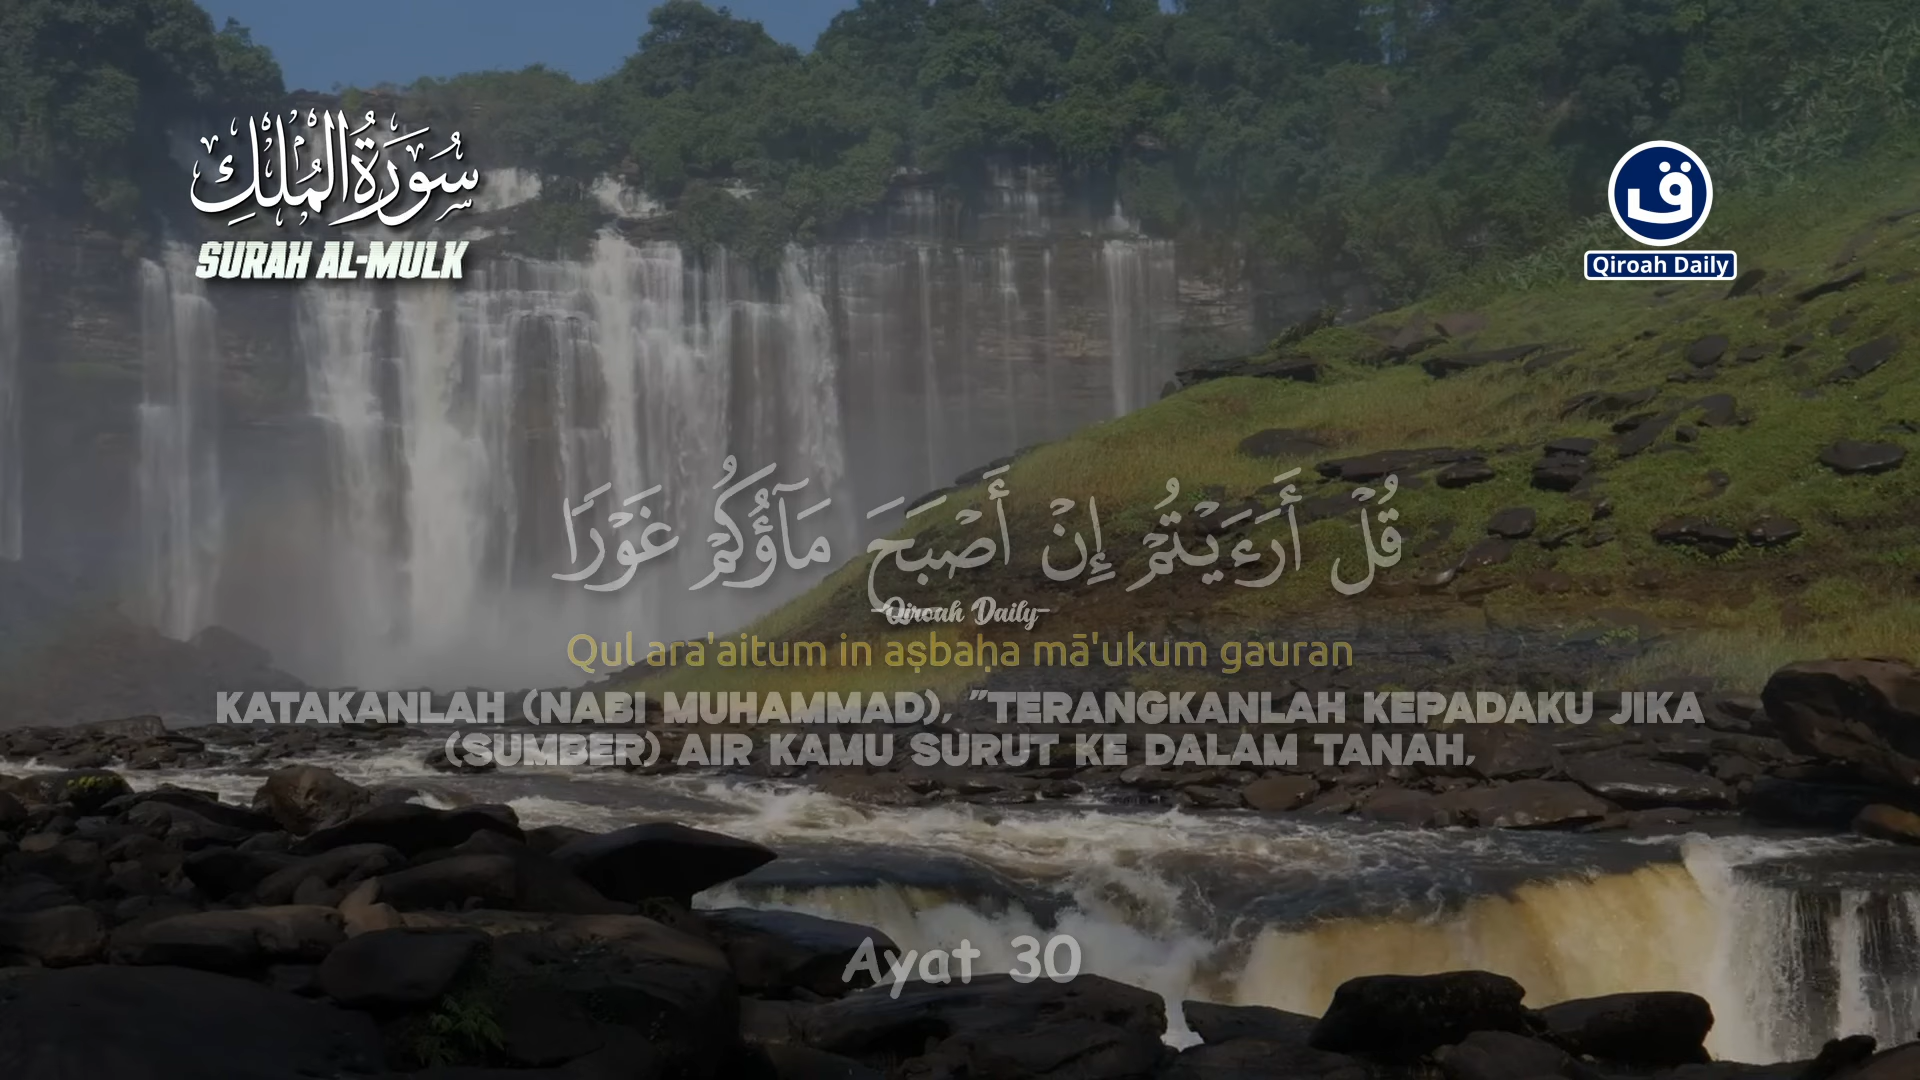 سُورَةُ الْمُلْكِ
SURAH AL-MULK
ق
Qiroah Daily
قُلْ أَرَءَيْتُمْ إِنْ أَصْبَحَ مَآؤُكُمْ غَوْرًا
-Qiroah Daily-
Qul ara'aitum in aṣbaḥa mā'ukum gauran
KATAKANLAH (NABI MUHAMMAD), "TERANGKANLAH KEPADAKU JIKA
(SUMBER) AIR KAMU SURUT KE DALAM TANAH,
Ayat 30